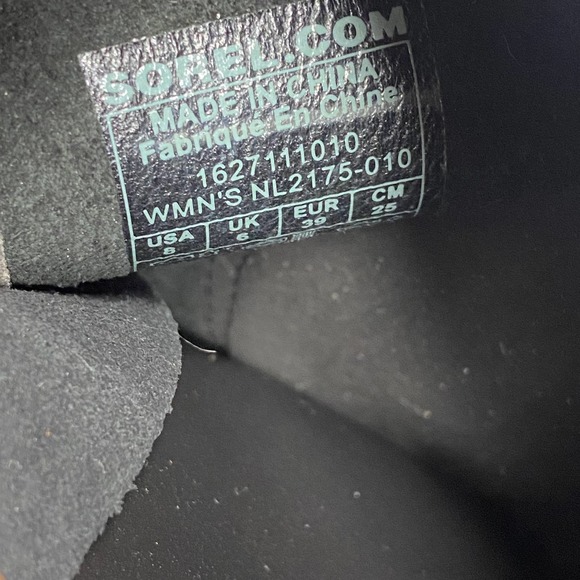 SOREL.COM
MADE IN CHINA
Fabrique En Chine
1627111010
WMN'S NL2175-010
USA UK EUR CM
8 6 39 25